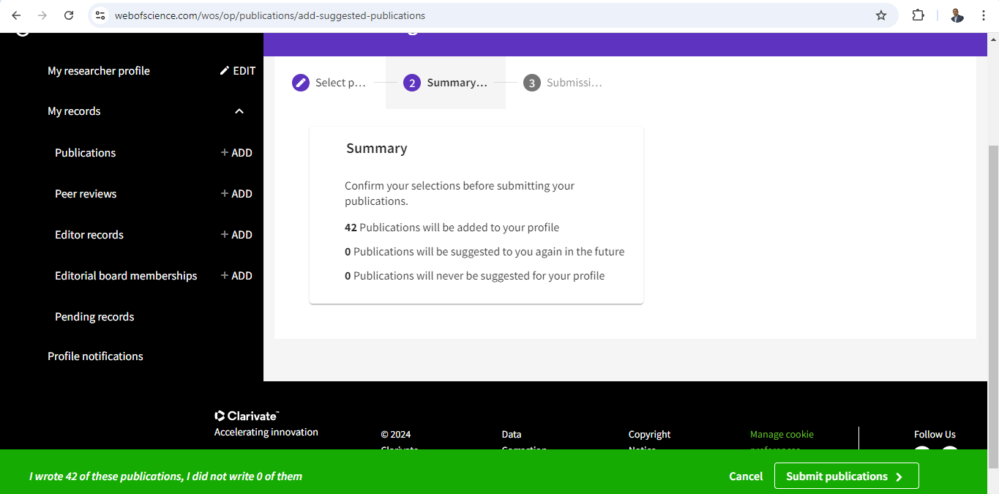 webofscience.com/wos/op/publications/add-suggested-publications
My researcher profile
EDIT
My records
Publications
+ ADD
Peer reviews
+ ADD
Editor records
+ ADD
Editorial board memberships
+ ADD
Pending records
Profile notifications
Select p...
2
Summary...
3
Submissi...
Summary
Confirm your selections before submitting your
publications.
42 Publications will be added to your profile
0 Publications will be suggested to you again in the future
0 Publications will never be suggested for your profile
Clarivate™
Accelerating innovation
© 2024
Clarivate
Data
Correction
Copyright
Notice
Manage cookie
preferences
Follow Us
I wrote 42 of these publications, I did not write 0 of them
Cancel
Submit publications